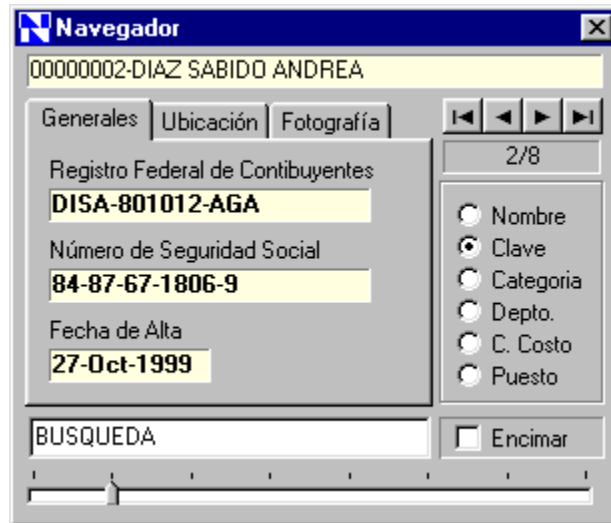 Navegador
00000002-DIAZ SABIDO ANDREA
Generales Ubicación Fotografía
2/8
Registro Federal de Contibuyentes
DISA-801012-AGA
Número de Seguridad Social
84-87-67-1806-9
Fecha de Alta
27-Oct-1999
Nombre
Clave
Categoria
Depto.
C. Costo
Puesto
BUSQUEDA
Encimar